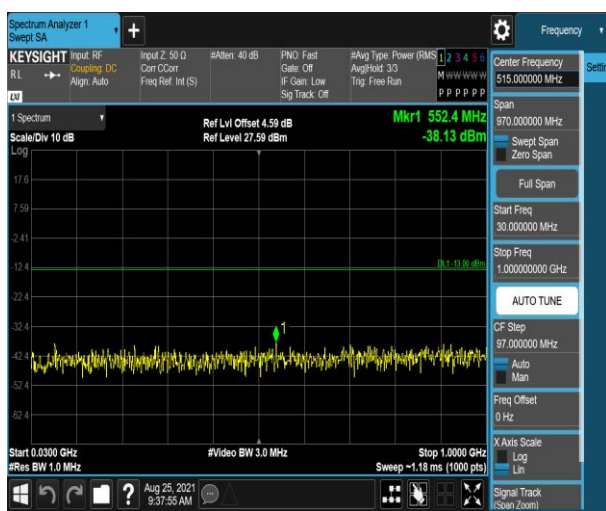 Spectrum Analyzer 1
Swept SA
+
Frequency
Settin
KEYSIGHT
RL
LXI
Input: RF
Coupling: DC
Align: Auto
Input Z: 50 Ω
Corr CCorr
Freq Ref: Int (S)
#Atten: 40 dB
PNO: Fast
Gate: Off
IF Gain: Low
Sig Track: Off
#Avg Type: Power (RMS
Avg|Hold: 3/3
Trig: Free Run
1 2 3 4 5 6
M W W W W W
P P P P P P
1 Spectrum
Scale/Div 10 dB
Log
Ref Lvl Offset 4.59 dB
Ref Level 27.59 dBm
Mkr1 552.4 MHz
-38.13 dBm
17.6
7.59
-2.41
-12.4
DL1 -13.00 dBm
-22.4
-32.4
1
-42.4
-52.4
-62.4
Start 0.0300 GHz
#Res BW 1.0 MHz
#Video BW 3.0 MHz
Stop 1.0000 GHz
Sweep ~1.18 ms (1000 pts)
?
Aug 25, 2021
9:37:55 AM
Center Frequency
515.000000 MHz
Span
970.000000 MHz
Swept Span
Zero Span
Full Span
Start Freq
30.000000 MHz
Stop Freq
1.000000000 GHz
AUTO TUNE
CF Step
97.000000 MHz
Auto
Man
Freq Offset
0 Hz
X Axis Scale
Log
Lin
Signal Track
(Span Zoom)